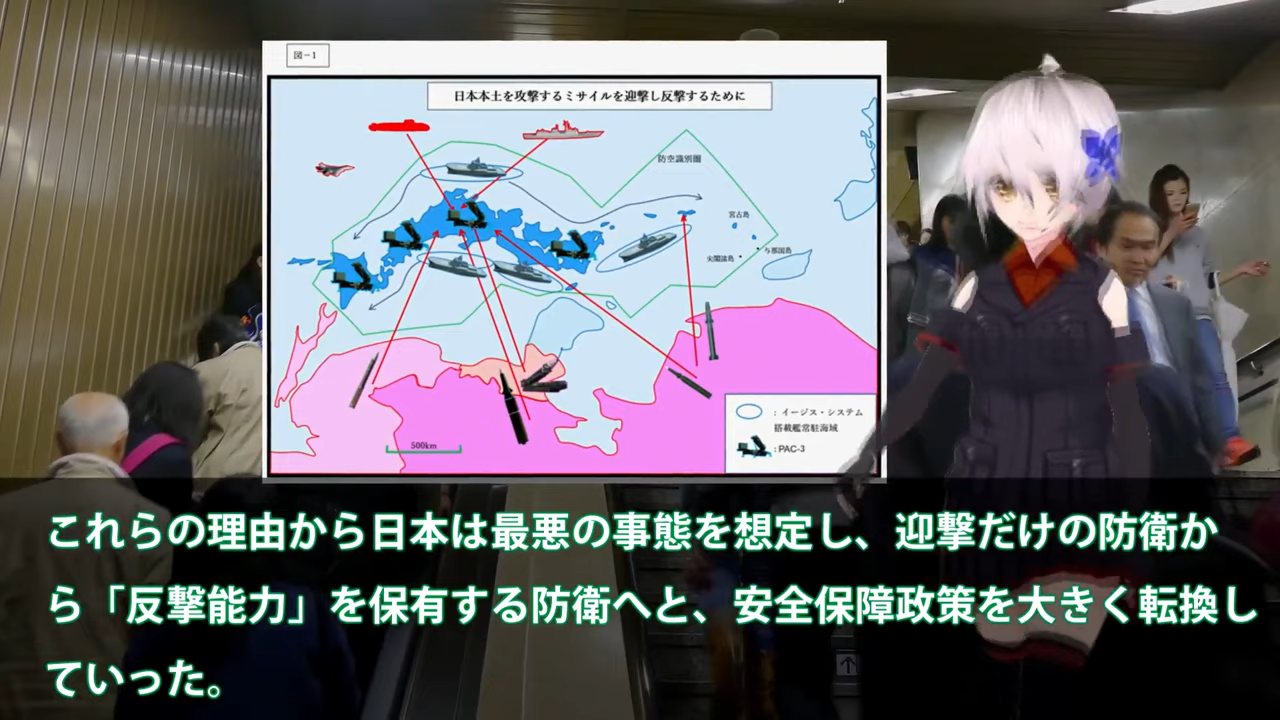 図－1
日本本土を攻撃するミサイルを迎撃し反撃するために
防空識別圏
宮古島
与那国島
尖閣諸島
500km
：イージス・システム
搭載艦常駐海域
：PAC-3
これらの理由から日本は最悪の事態を想定し、迎撃だけの防衛か
ら「反撃能力」を保有する防衛へと、安全保障政策を大きく転換し
ていった。